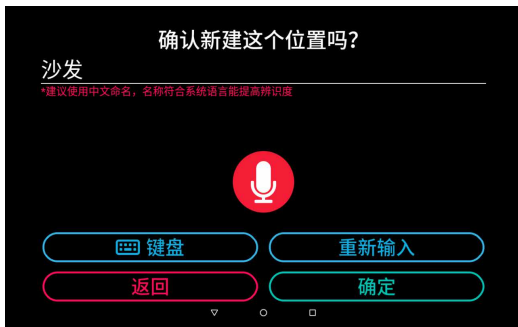 确认新建这个位置吗？
沙发
*建议使用中文命名，名称符合系统语言能提高辨识度
键盘
重新输入
返回
确定